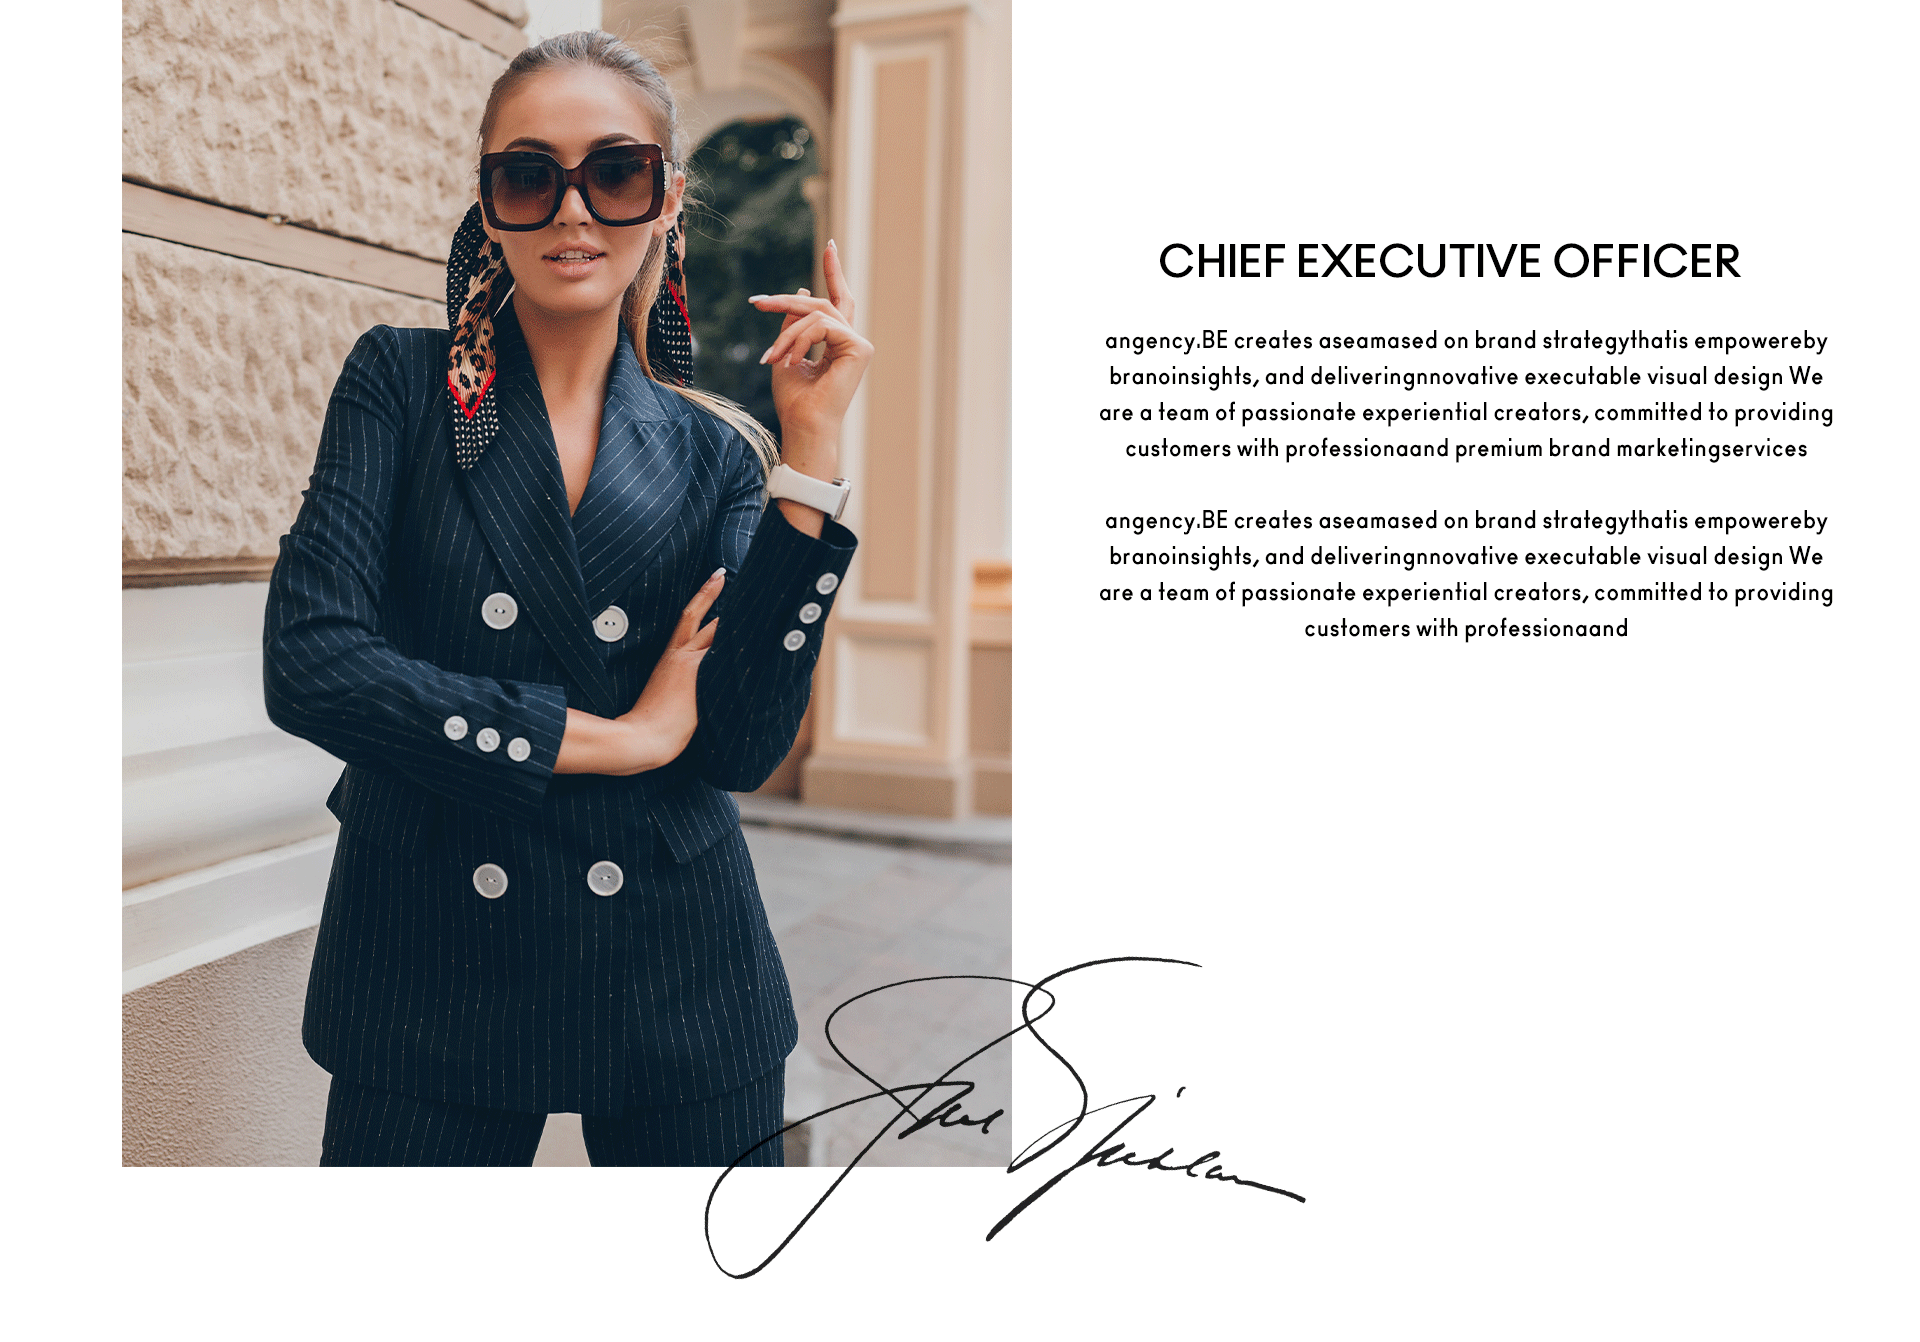 CHIEF EXECUTIVE OFFICER
angency.BE creates aseamased on brand strategythatis empowereby
branoinsights, and deliveringnnovative executable visual design We
are a team of passionate experiential creators, committed to providing
customers with professionaand premium brand marketingservices
angency.BE creates aseamased on brand strategythatis empowereby
branoinsights, and deliveringnnovative executable visual design We
are a team of passionate experiential creators, committed to providing
customers with professionaand